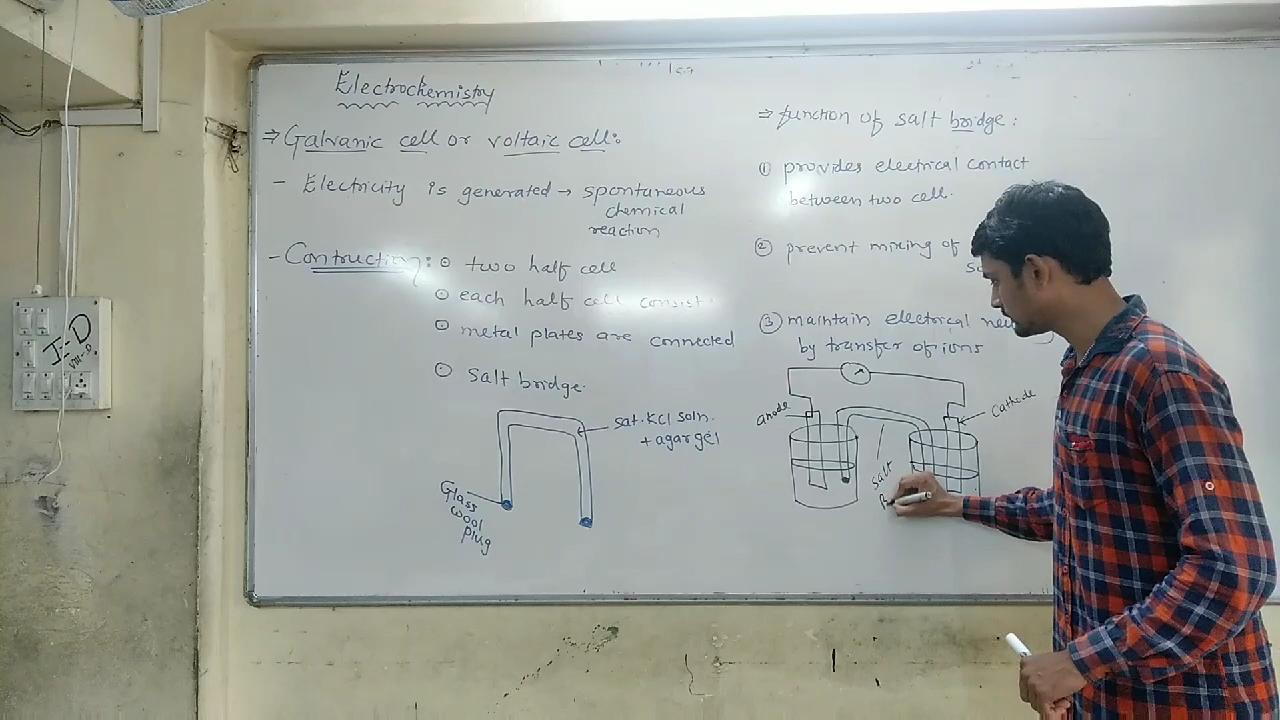 Electrochemistry
⇒ Galvanic cell or voltaic cell:
- Electricity is generated → spontaneous
chemical
reaction
- Contruction: ⊙ two half cell
⊙ each half cell consist
⊙ metal plates are connected
⊙ salt bridge.
sat. KCl soln.
+ agar gel
Glass
wool
plug
⇒ function of salt bridge:
① provides electrical contact
between two cell.
② prevent mixing of
③ maintain electrical
by transfer of ions
anode
Cathode
salt
I-D